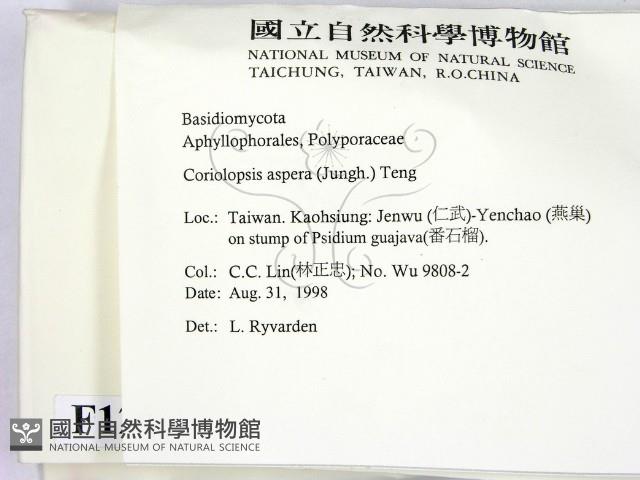 國立自然科學博物館
NATIONAL MUSEUM OF NATURAL SCIENCE
TAICHUNG, TAIWAN, R.O.CHINA
Basidiomycota
Aphyllophorales, Polyporaceae
Coriolopsis aspera (Jungh.) Teng
Loc.: Taiwan. Kaohsiung: Jenwu (仁武)-Yenchao (燕巢)
on stump of Psidium guajava(番石榴).
Col.: C.C. Lin(林正忠); No. Wu 9808-2
Date: Aug. 31, 1998
Det.: L. Ryvarden
國立自然科學博物館
NATIONAL MUSEUM OF NATURAL SCIENCE